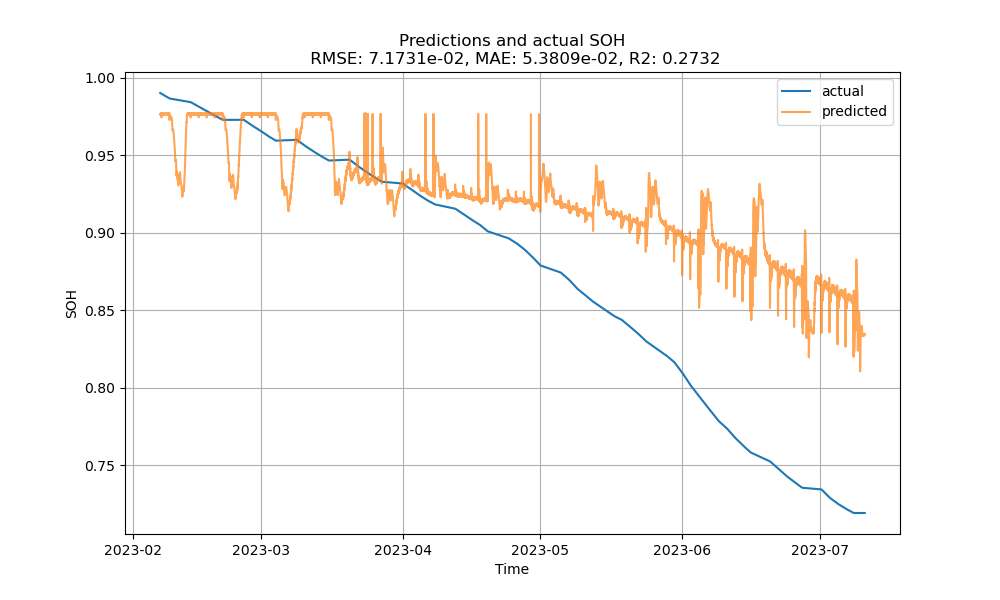 Predictions and actual SOH
RMSE: 7.1731e-02, MAE: 5.3809e-02, R2: 0.2732
actual
predicted
1.00
0.95
0.90
0.85
0.80
0.75
SOH
2023-02
2023-03
2023-04
2023-05
2023-06
2023-07
Time